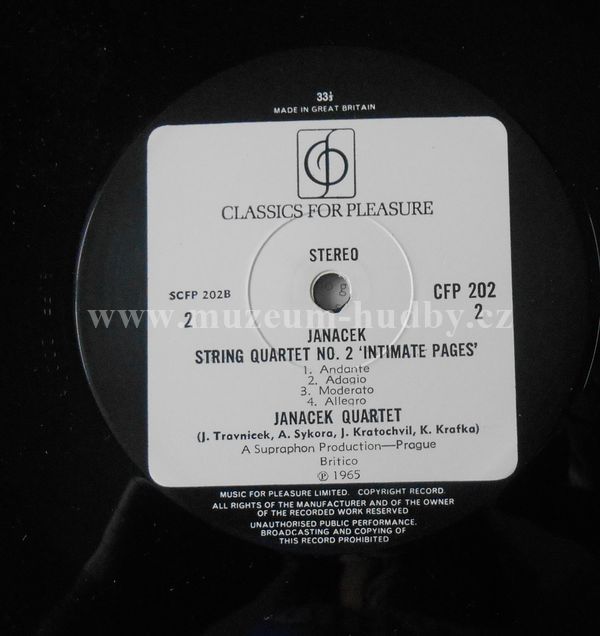 33⅓
MADE IN GREAT BRITAIN
CLASSICS FOR PLEASURE
STEREO
SCFP 202B
2
CFP 202
2
www.muzeum-hudby.cz
JANACEK
STRING QUARTET NO. 2 'INTIMATE PAGES'
1. Andante
2. Adagio
3. Moderato
4. Allegro
JANACEK QUARTET
(J. Travnicek, A. Sykora, J. Kratochvil, K. Krafka)
A Supraphon Production—Prague
Britico
℗ 1965
MUSIC FOR PLEASURE LIMITED. COPYRIGHT RECORD.
ALL RIGHTS OF THE MANUFACTURER AND OF THE OWNER
OF THE RECORDED WORK RESERVED
UNAUTHORISED PUBLIC PERFORMANCE.
BROADCASTING AND COPYING OF
THIS RECORD PROHIBITED